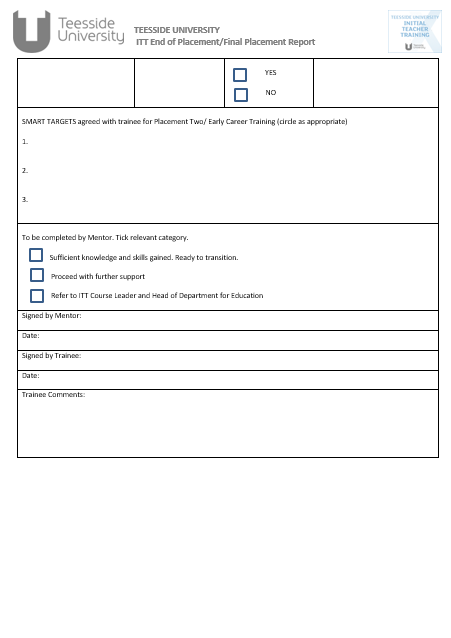 Teesside
University
TEESSIDE UNIVERSITY
ITT End of Placement/Final Placement Report
TEESSIDE UNIVERSITY
INITIAL
TEACHER
TRAINING
Teesside
University
YES
NO
SMART TARGETS agreed with trainee for Placement Two/ Early Career Training (circle as appropriate)
1.
2.
3.
To be completed by Mentor. Tick relevant category.
Sufficient knowledge and skills gained. Ready to transition.
Proceed with further support
Refer to ITT Course Leader and Head of Department for Education
Signed by Mentor:
Date:
Signed by Trainee:
Date:
Trainee Comments: